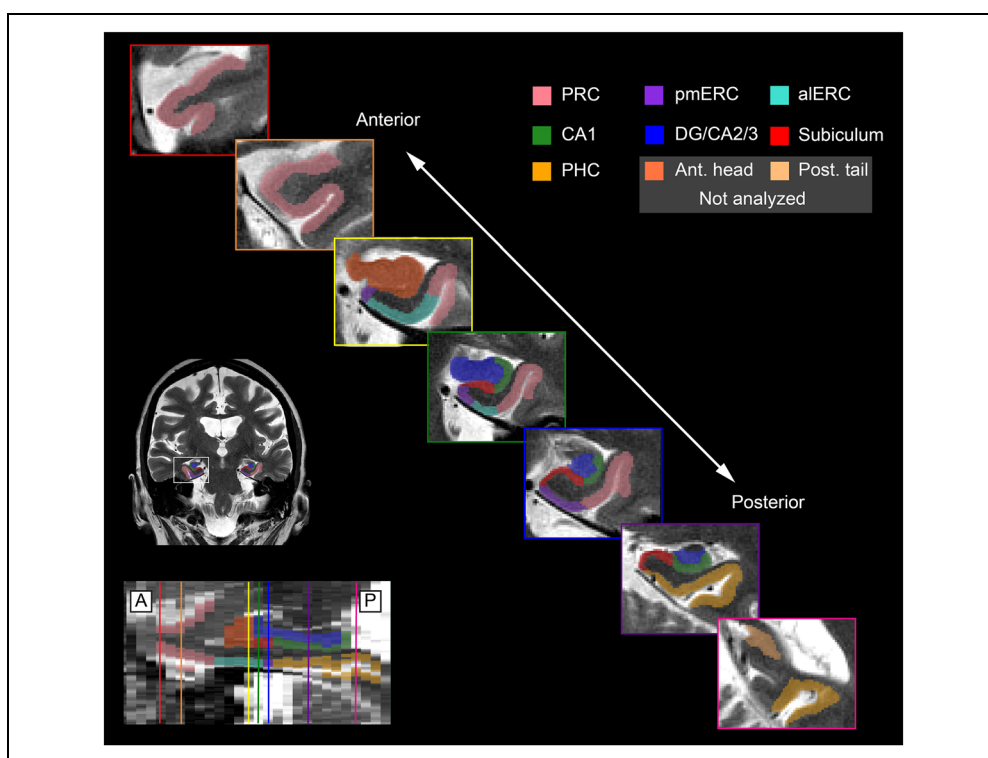 PRC
pmERC
alERC
Anterior
CA1
DG/CA2/3
Subiculum
PHC
Ant. head
Post. tail
Not analyzed
Posterior
A
P